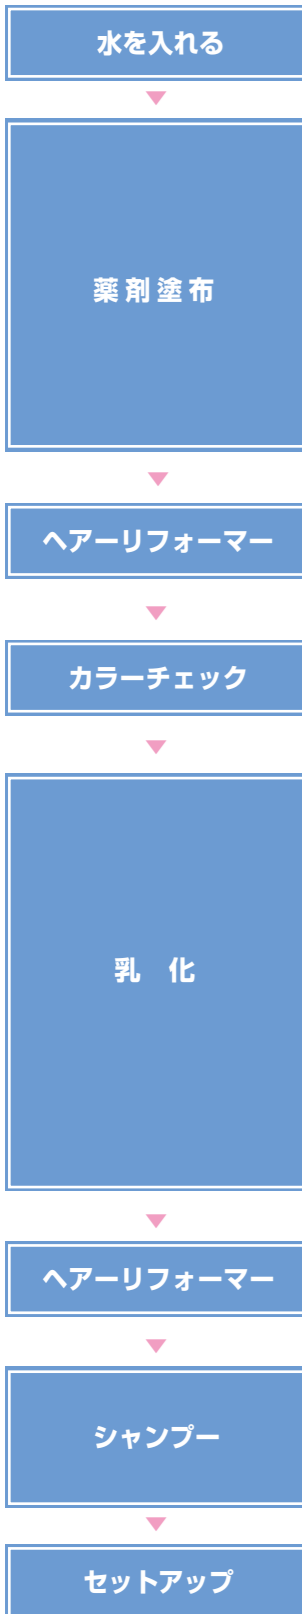 水を入れる
薬剤塗布
ヘアーリフォーマー
カラーチェック
乳　化
ヘアーリフォーマー
シャンプー
セットアップ